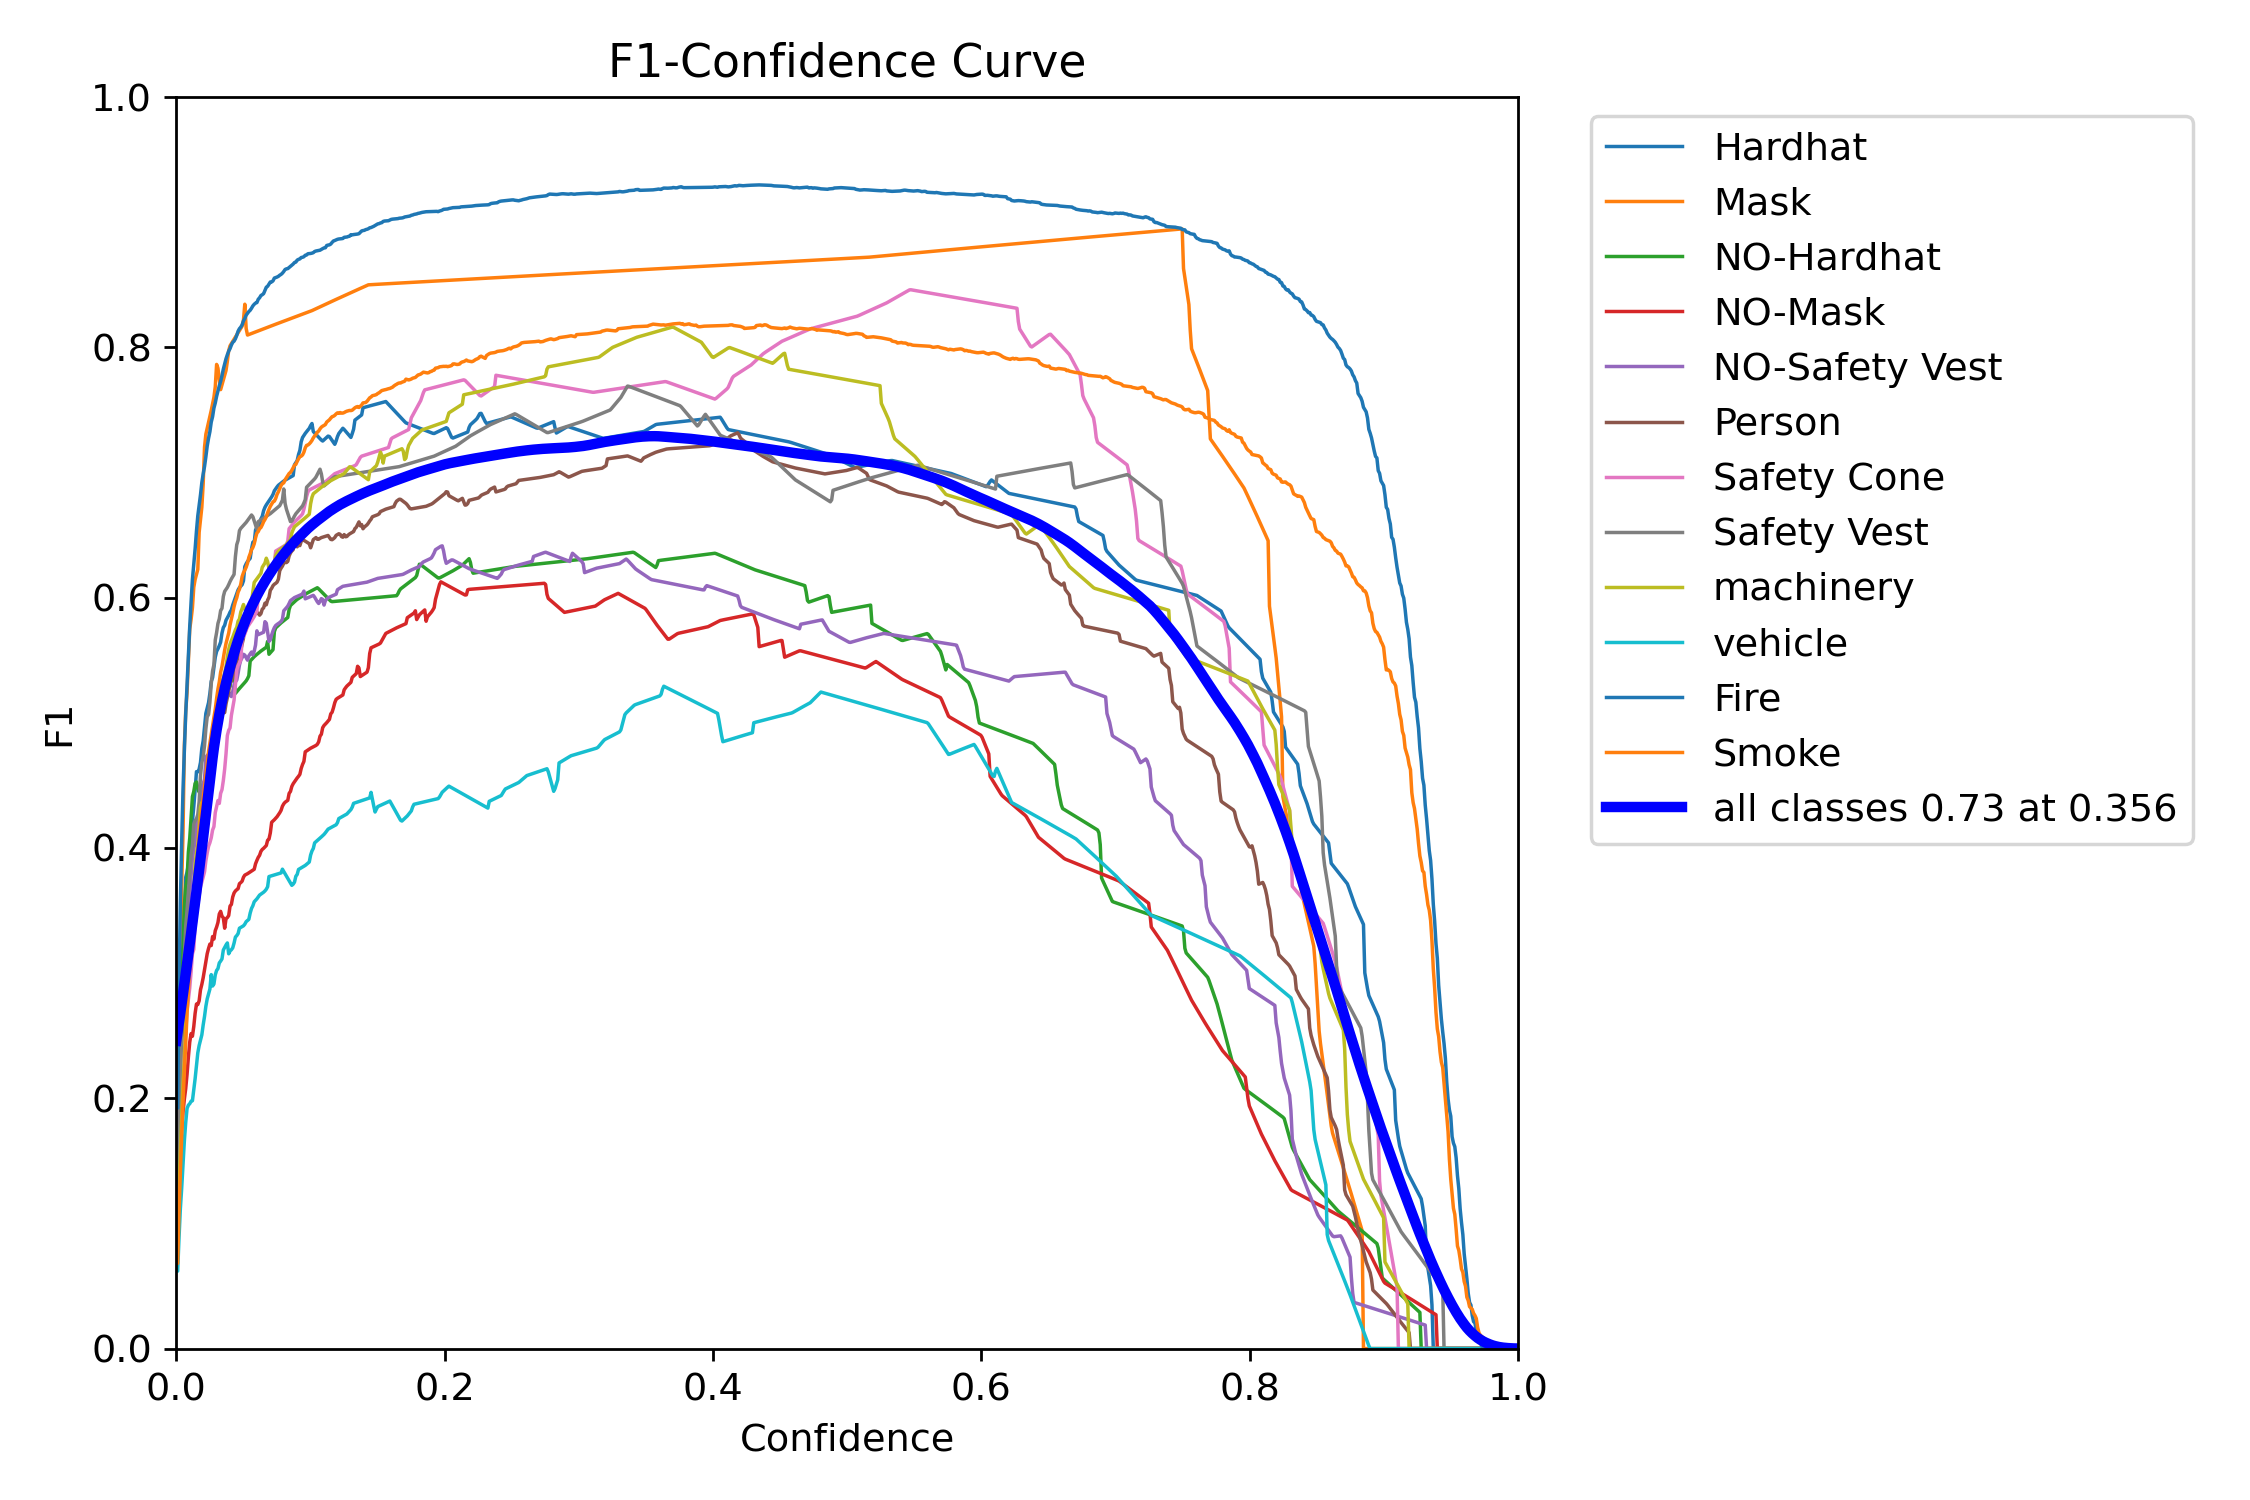 F1-Confidence Curve
1.0
0.8
0.6
0.4
0.2
0.0
F1
0.0 0.2 0.4 0.6 0.8 1.0
Confidence
Hardhat
Mask
NO-Hardhat
NO-Mask
NO-Safety Vest
Person
Safety Cone
Safety Vest
machinery
vehicle
Fire
Smoke
all classes 0.73 at 0.356